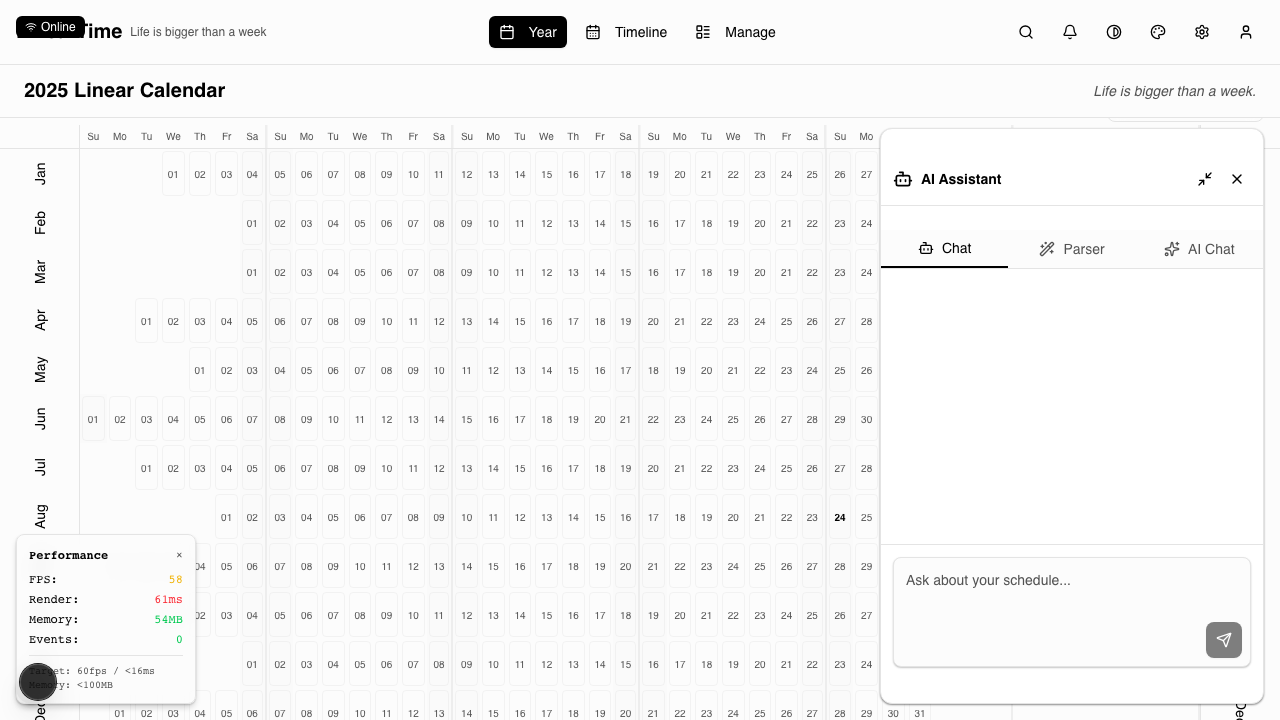 Online
Time
Life is bigger than a week
Year
Timeline
Manage
2025 Linear Calendar
Life is bigger than a week.
Su Mo Tu We Th Fr Sa Su Mo Tu We Th Fr Sa Su Mo Tu We Th Fr Sa Su Mo Tu We Th Fr Sa Su Mo
Jan 01 02 03 04 05 06 07 08 09 10 11 12 13 14 15 16 17 18 19 20 21 22 23 24 25 26 27
Feb 01 02 03 04 05 06 07 08 09 10 11 12 13 14 15 16 17 18 19 20 21 22 23 24
Mar 01 02 03 04 05 06 07 08 09 10 11 12 13 14 15 16 17 18 19 20 21 22 23 24
Apr 01 02 03 04 05 06 07 08 09 10 11 12 13 14 15 16 17 18 19 20 21 22 23 24 25 26 27 28
May 01 02 03 04 05 06 07 08 09 10 11 12 13 14 15 16 17 18 19 20 21 22 23 24 25 26
Jun 01 02 03 04 05 06 07 08 09 10 11 12 13 14 15 16 17 18 19 20 21 22 23 24 25 26 27 28 29 30
Jul 01 02 03 04 05 06 07 08 09 10 11 12 13 14 15 16 17 18 19 20 21 22 23 24 25 26 27 28
Aug 01 02 03 04 05 06 07 08 09 10 11 12 13 14 15 16 17 18 19 20 21 22 23 24 25
04 05 06 07 08 09 10 11 12 13 14 15 16 17 18 19 20 21 22 23 24 25 26 27 28 29
02 03 04 05 06 07 08 09 10 11 12 13 14 15 16 17 18 19 20 21 22 23 24 25 26 27
01 02 03 04 05 06 07 08 09 10 11 12 13 14 15 16 17 18 19 20 21 22 23 24
Dec 01 02 03 04 05 06 07 08 09 10 11 12 13 14 15 16 17 18 19 20 21 22 23 24 25 26 27 28 29 30 31 Dec
Performance ×
FPS: 58
Render: 61ms
Memory: 54MB
Events: 0
Target: 60fps / <16ms
Memory: <100MB
AI Assistant
Chat
Parser
AI Chat
Ask about your schedule...